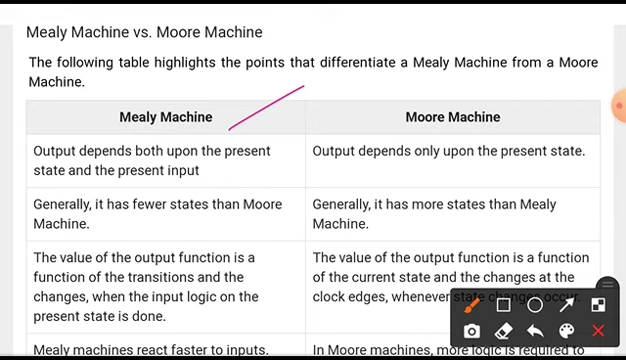 Mealy Machine vs. Moore Machine
The following table highlights the points that differentiate a Mealy Machine from a Moore
Machine.
Mealy Machine
Moore Machine
Output depends both upon the present
state and the present input
Output depends only upon the present state.
Generally, it has fewer states than Moore
Machine.
Generally, it has more states than Mealy
Machine.
The value of the output function is a
function of the transitions and the
changes, when the input logic on the
present state is done.
The value of the output function is a function
of the current state and the changes at the
clock edges, whenever state changes occur.
Mealy machines react faster to inputs.
In Moore machines, more logic is required to